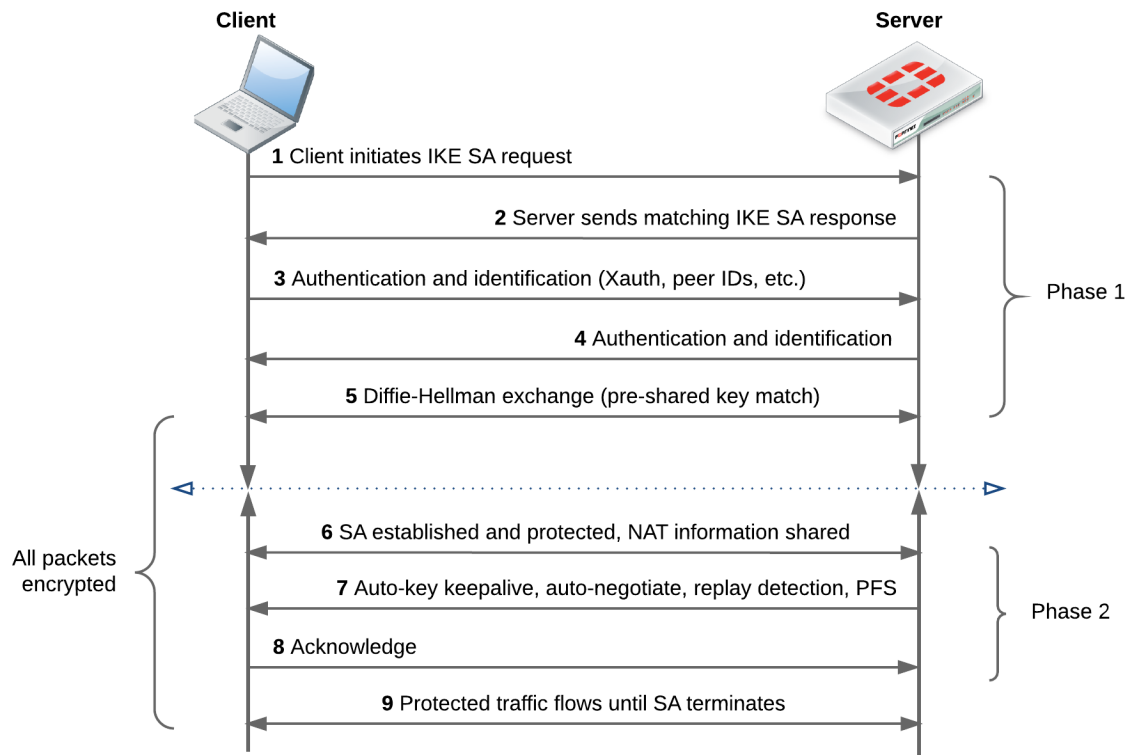 Client
Server
1 Client initiates IKE SA request
2 Server sends matching IKE SA response
3 Authentication and identification (Xauth, peer IDs, etc.)
Phase 1
4 Authentication and identification
5 Diffie-Hellman exchange (pre-shared key match)
6 SA established and protected, NAT information shared
All packets
encrypted
7 Auto-key keepalive, auto-negotiate, replay detection, PFS
Phase 2
8 Acknowledge
9 Protected traffic flows until SA terminates